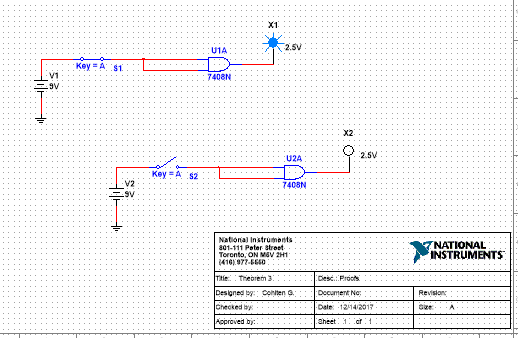 X1
2.5V
U1A
7408N
Key = A
S1
V1
9V
X2
2.5V
U2A
7408N
Key = A
S2
V2
9V
National Instruments
801-111 Peter Street
Toronto, ON M5V 2H1
(416) 977-5550
NATIONAL
INSTRUMENTS
Title: Theorem 3
Desc.: Proofs
Designed by: Cohlten G.
Document No:
Revision:
Checked by:
Date: 12/14/2017
Size: A
Approved by:
Sheet 1 of 1